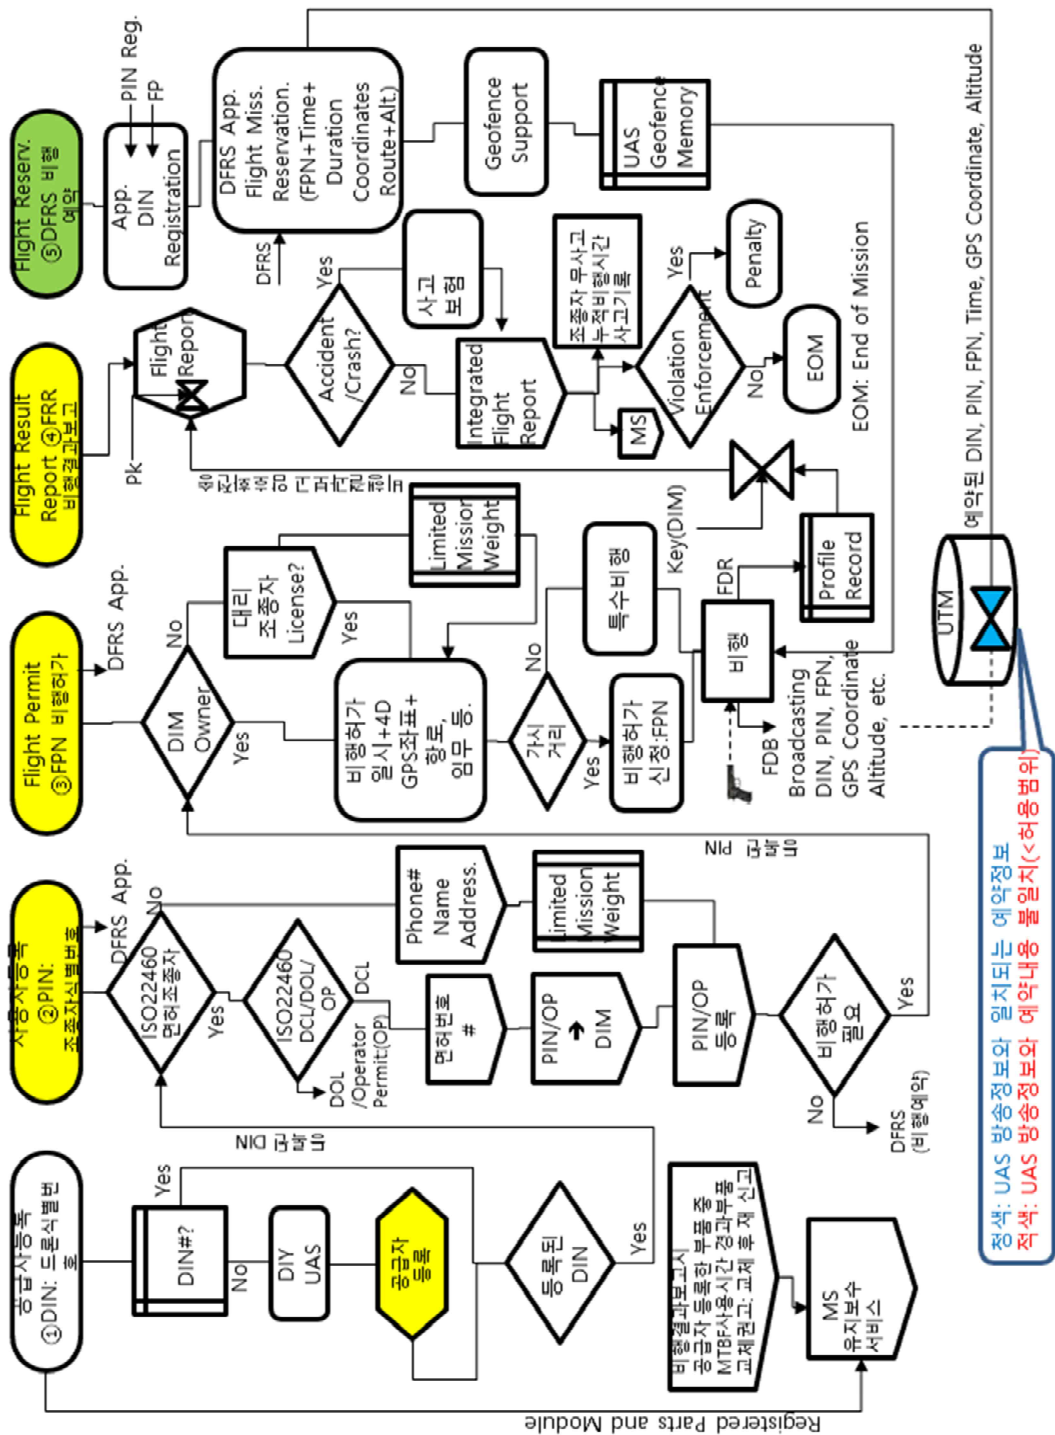 공급자등록
①DIN: 드론식별번
호
DIN#?
Yes
No
DIY
UAS
공급자
등록
등록된
DIN
Yes
등록된 DIN
비행결과보고시
공급자 등록한 부품 중
MTBF사용시간 경과부품
교체권고: 교체 후 재 신고
MS
유지보수
서비스
Registered Parts and Module
사용자등록
②PIN:
조종자식별번호
DFRS App.
ISO22460
면허조종자
No
Yes
ISO22460
DCL/DOL/
OP
DCL
DOL
/Operator
Permit:(OP)
면허번호
#
Phone#
Name
Address.
PIN/OP
➔
DIM
Limited
Mission
Weight
PIN/OP
등록
비행허가
필요
No
Yes
DFRS
(비행예약)
등록된 PIN
Flight Permit
③FPN 비행허가
DFRS App.
DIM
Owner
No
Yes
대리
조종자
License?
Yes
Limited
Mission
Weight
비행허가
일시+4D
GPS좌표+
항로,
임무 등.
가시
거리
No
Yes
특수비행
비행허가
신청:FPN
비행
FDR
Key(DIM)
Profile
Record
FDB
Broadcasting
DIN, PIN, FPN,
GPS Coordinate
Altitude, etc.
Flight Result
Report ④FRR
비행결과보고
Pk
Flight
Report
비행결과보고 암호화전송
Accident
/Crash?
Yes
No
사고
보험
Integrated
Flight
Report
MS
조종자 무사고
누적비행시간
사고기록
Violation
Enforcement
Yes
No
Penalty
EOM
EOM: End of Mission
Flight Reserv.
⑤DFRS 비행
예약
App.
DIN
Registration
PIN Reg.
FP
DFRS
DFRS App.
Flight Miss.
Reservation.
(FPN+Time+
Duration
Coordinates
Route+Alt.)
Geofence
Support
UAS
Geofence
Memory
UTM
예약된 DIN, PIN, FPN, Time, GPS Coordinate, Altitude
청색: UAS 방송정보와 일치되는 예약정보
적색: UAS 방송정보와 예약내용 불일치(<허용범위)